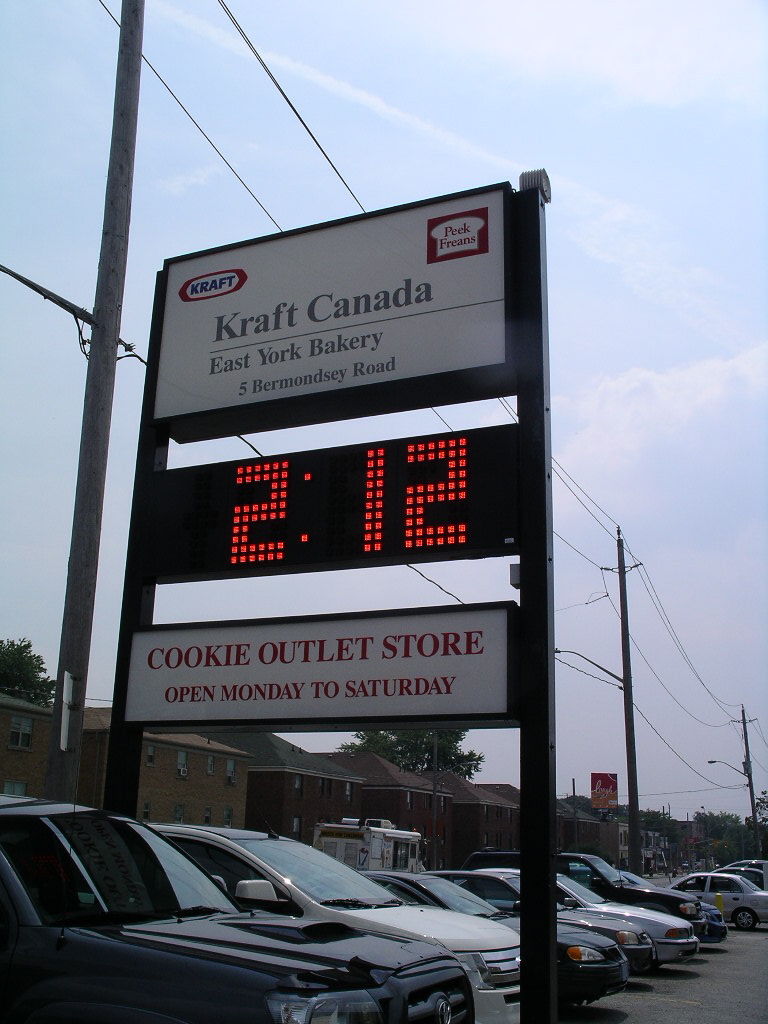 Peek
Freans
KRAFT
Kraft Canada
East York Bakery
5 Bermondsey Road
2:12
COOKIE OUTLET STORE
OPEN MONDAY TO SATURDAY